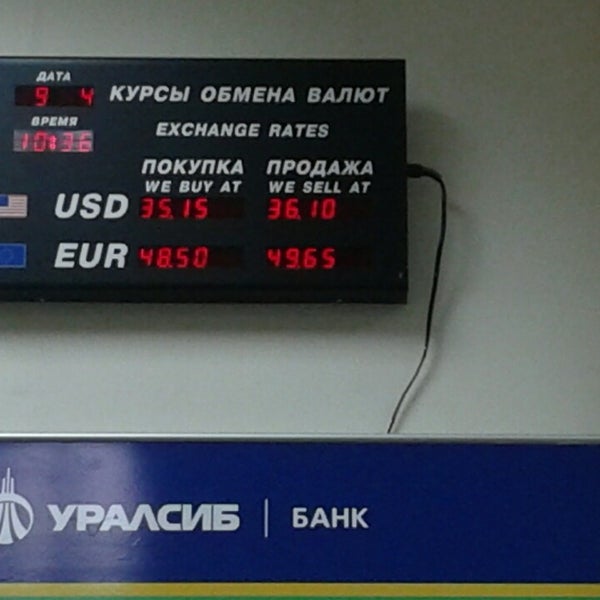 ДАТА
9 4
КУРСЫ ОБМЕНА ВАЛЮТ
ВРЕМЯ
10:36
EXCHANGE RATES
ПОКУПКА ПРОДАЖА
WE BUY AT WE SELL AT
USD 35.15 36.10
EUR 48.50 49.65
УРАЛСИБ | БАНК